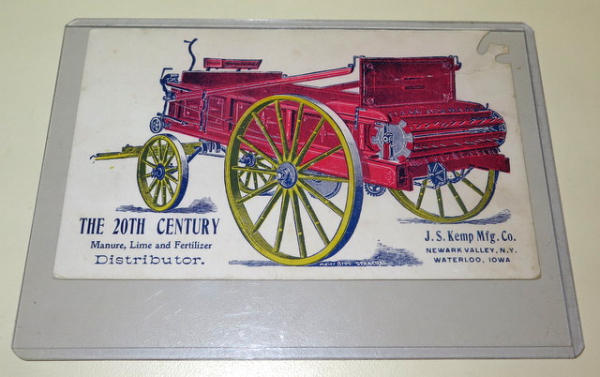 THE 20TH CENTURY
Manure, Lime and Fertilizer
Distributor.
J. S. Kemp Mfg. Co.
NEWARK VALLEY, N.Y.
WATERLOO, IOWA